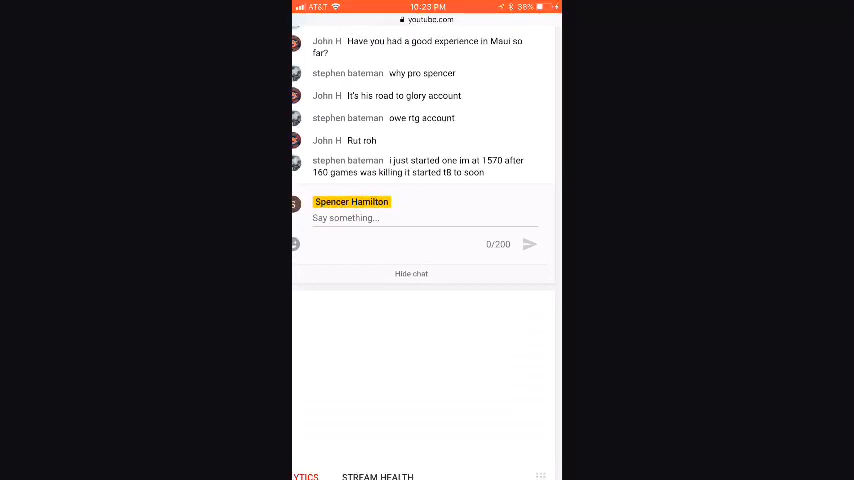 AT&T 10:23 PM 38%
youtube.com
John H Have you had a good experience in Maui so
far?
stephen bateman why pro spencer
John H It's his road to glory account
stephen bateman owe rtg account
John H Rut roh
stephen bateman i just started one im at 1570 after
160 games was killing it started t8 to soon
S Spencer Hamilton
Say something...
0/200
Hide chat
YTICS STREAM HEALTH